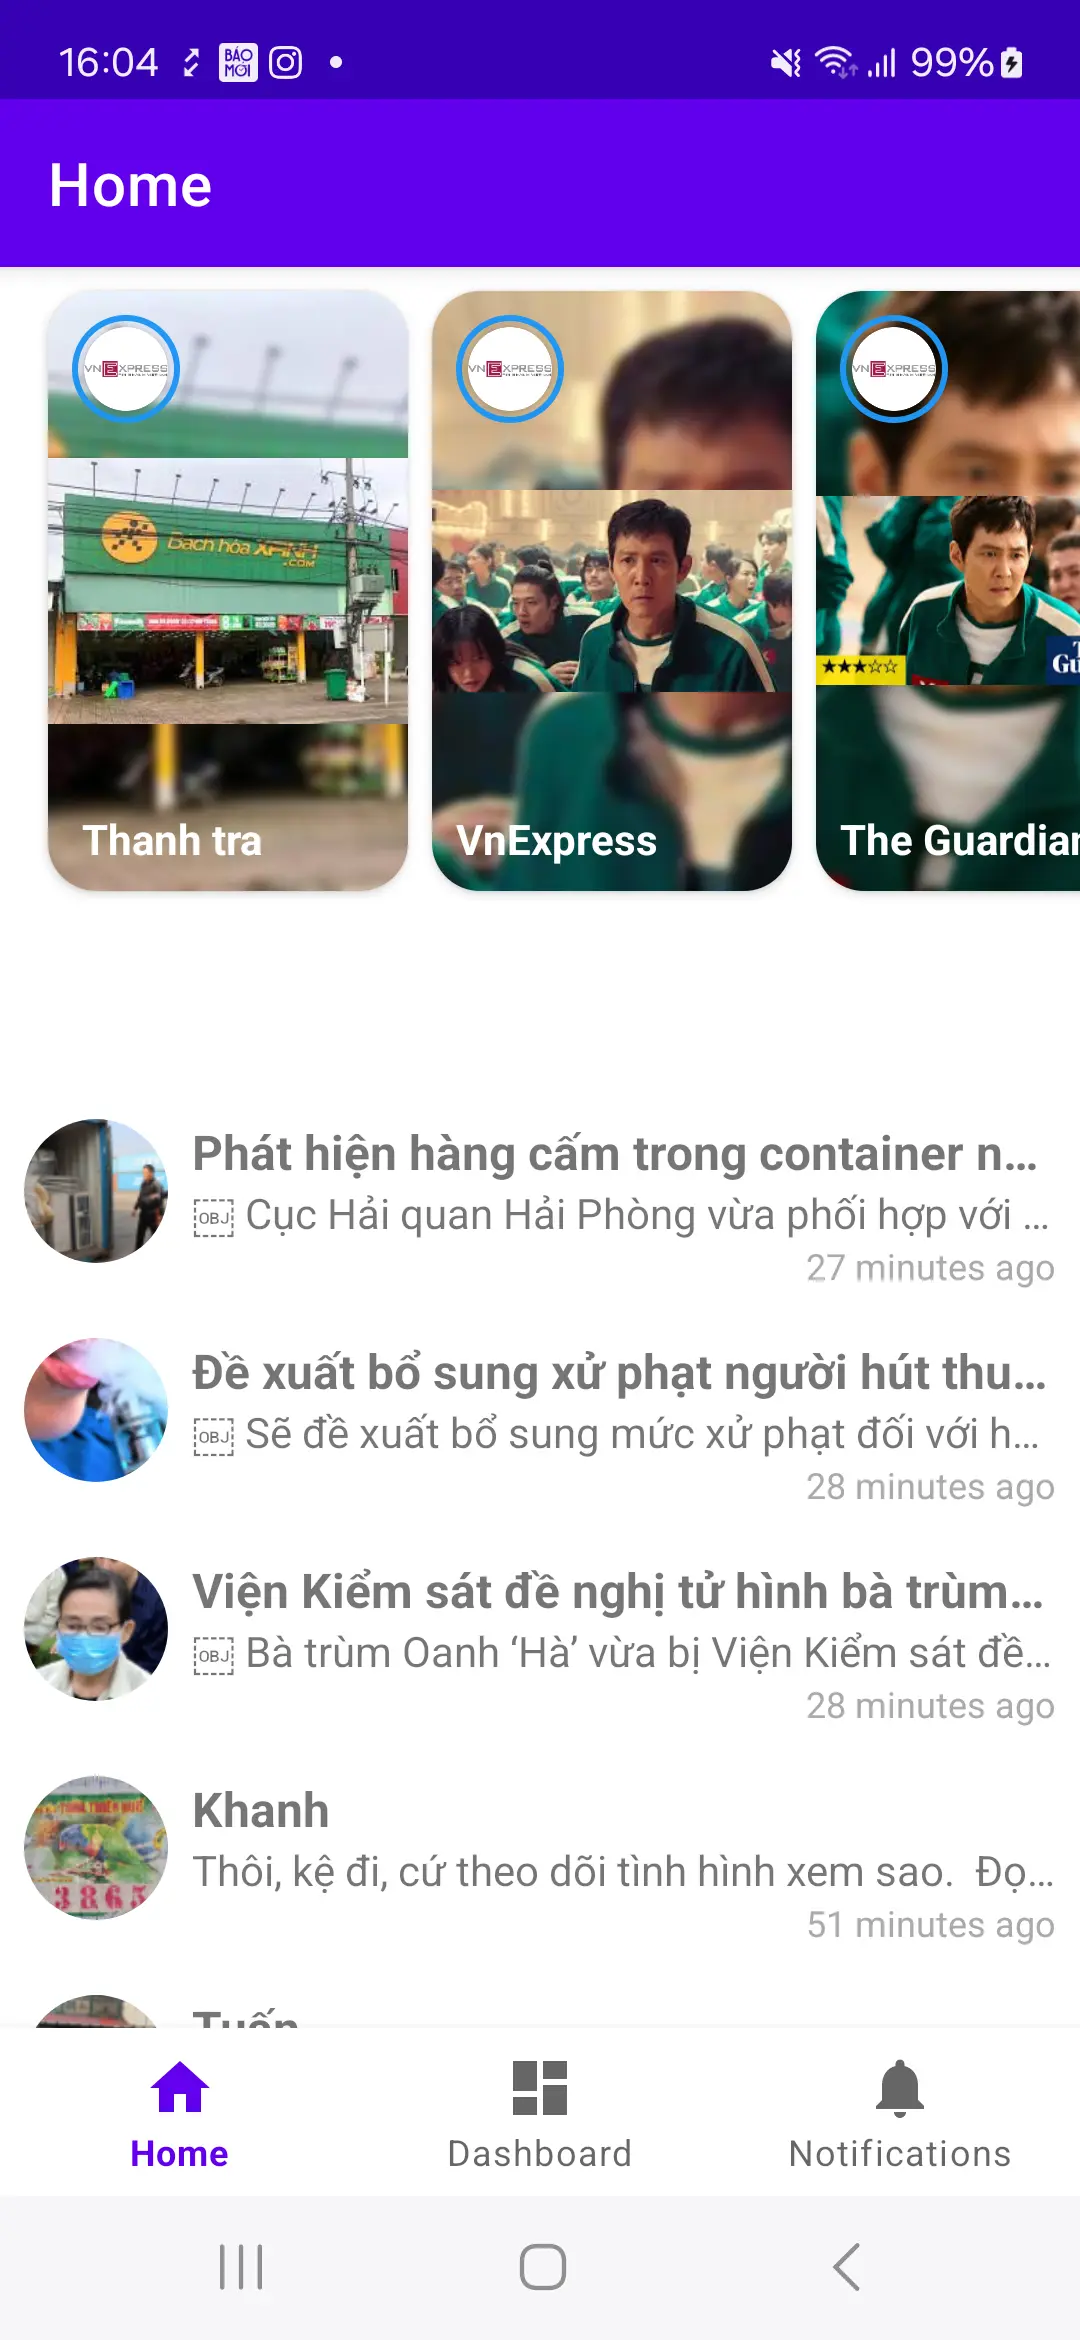 16:04
BÁO MỚI
99%
Home
VNEXPRESS
VNEXPRESS
VNEXPRESS
Bach hóa XANH
.COM
★★★☆☆
Gu
Thanh tra
VnExpress
The Guardian
Phát hiện hàng cấm trong container n...
OBJ Cục Hải quan Hải Phòng vừa phối hợp với ...
27 minutes ago
Đề xuất bổ sung xử phạt người hút thu...
OBJ Sẽ đề xuất bổ sung mức xử phạt đối với h...
28 minutes ago
Viện Kiểm sát đề nghị tử hình bà trùm...
OBJ Bà trùm Oanh ‘Hà’ vừa bị Viện Kiểm sát đề...
28 minutes ago
Khanh
Thôi, kệ đi, cứ theo dõi tình hình xem sao. Đọ...
51 minutes ago
3865
Tuấn
Home
Dashboard
Notifications